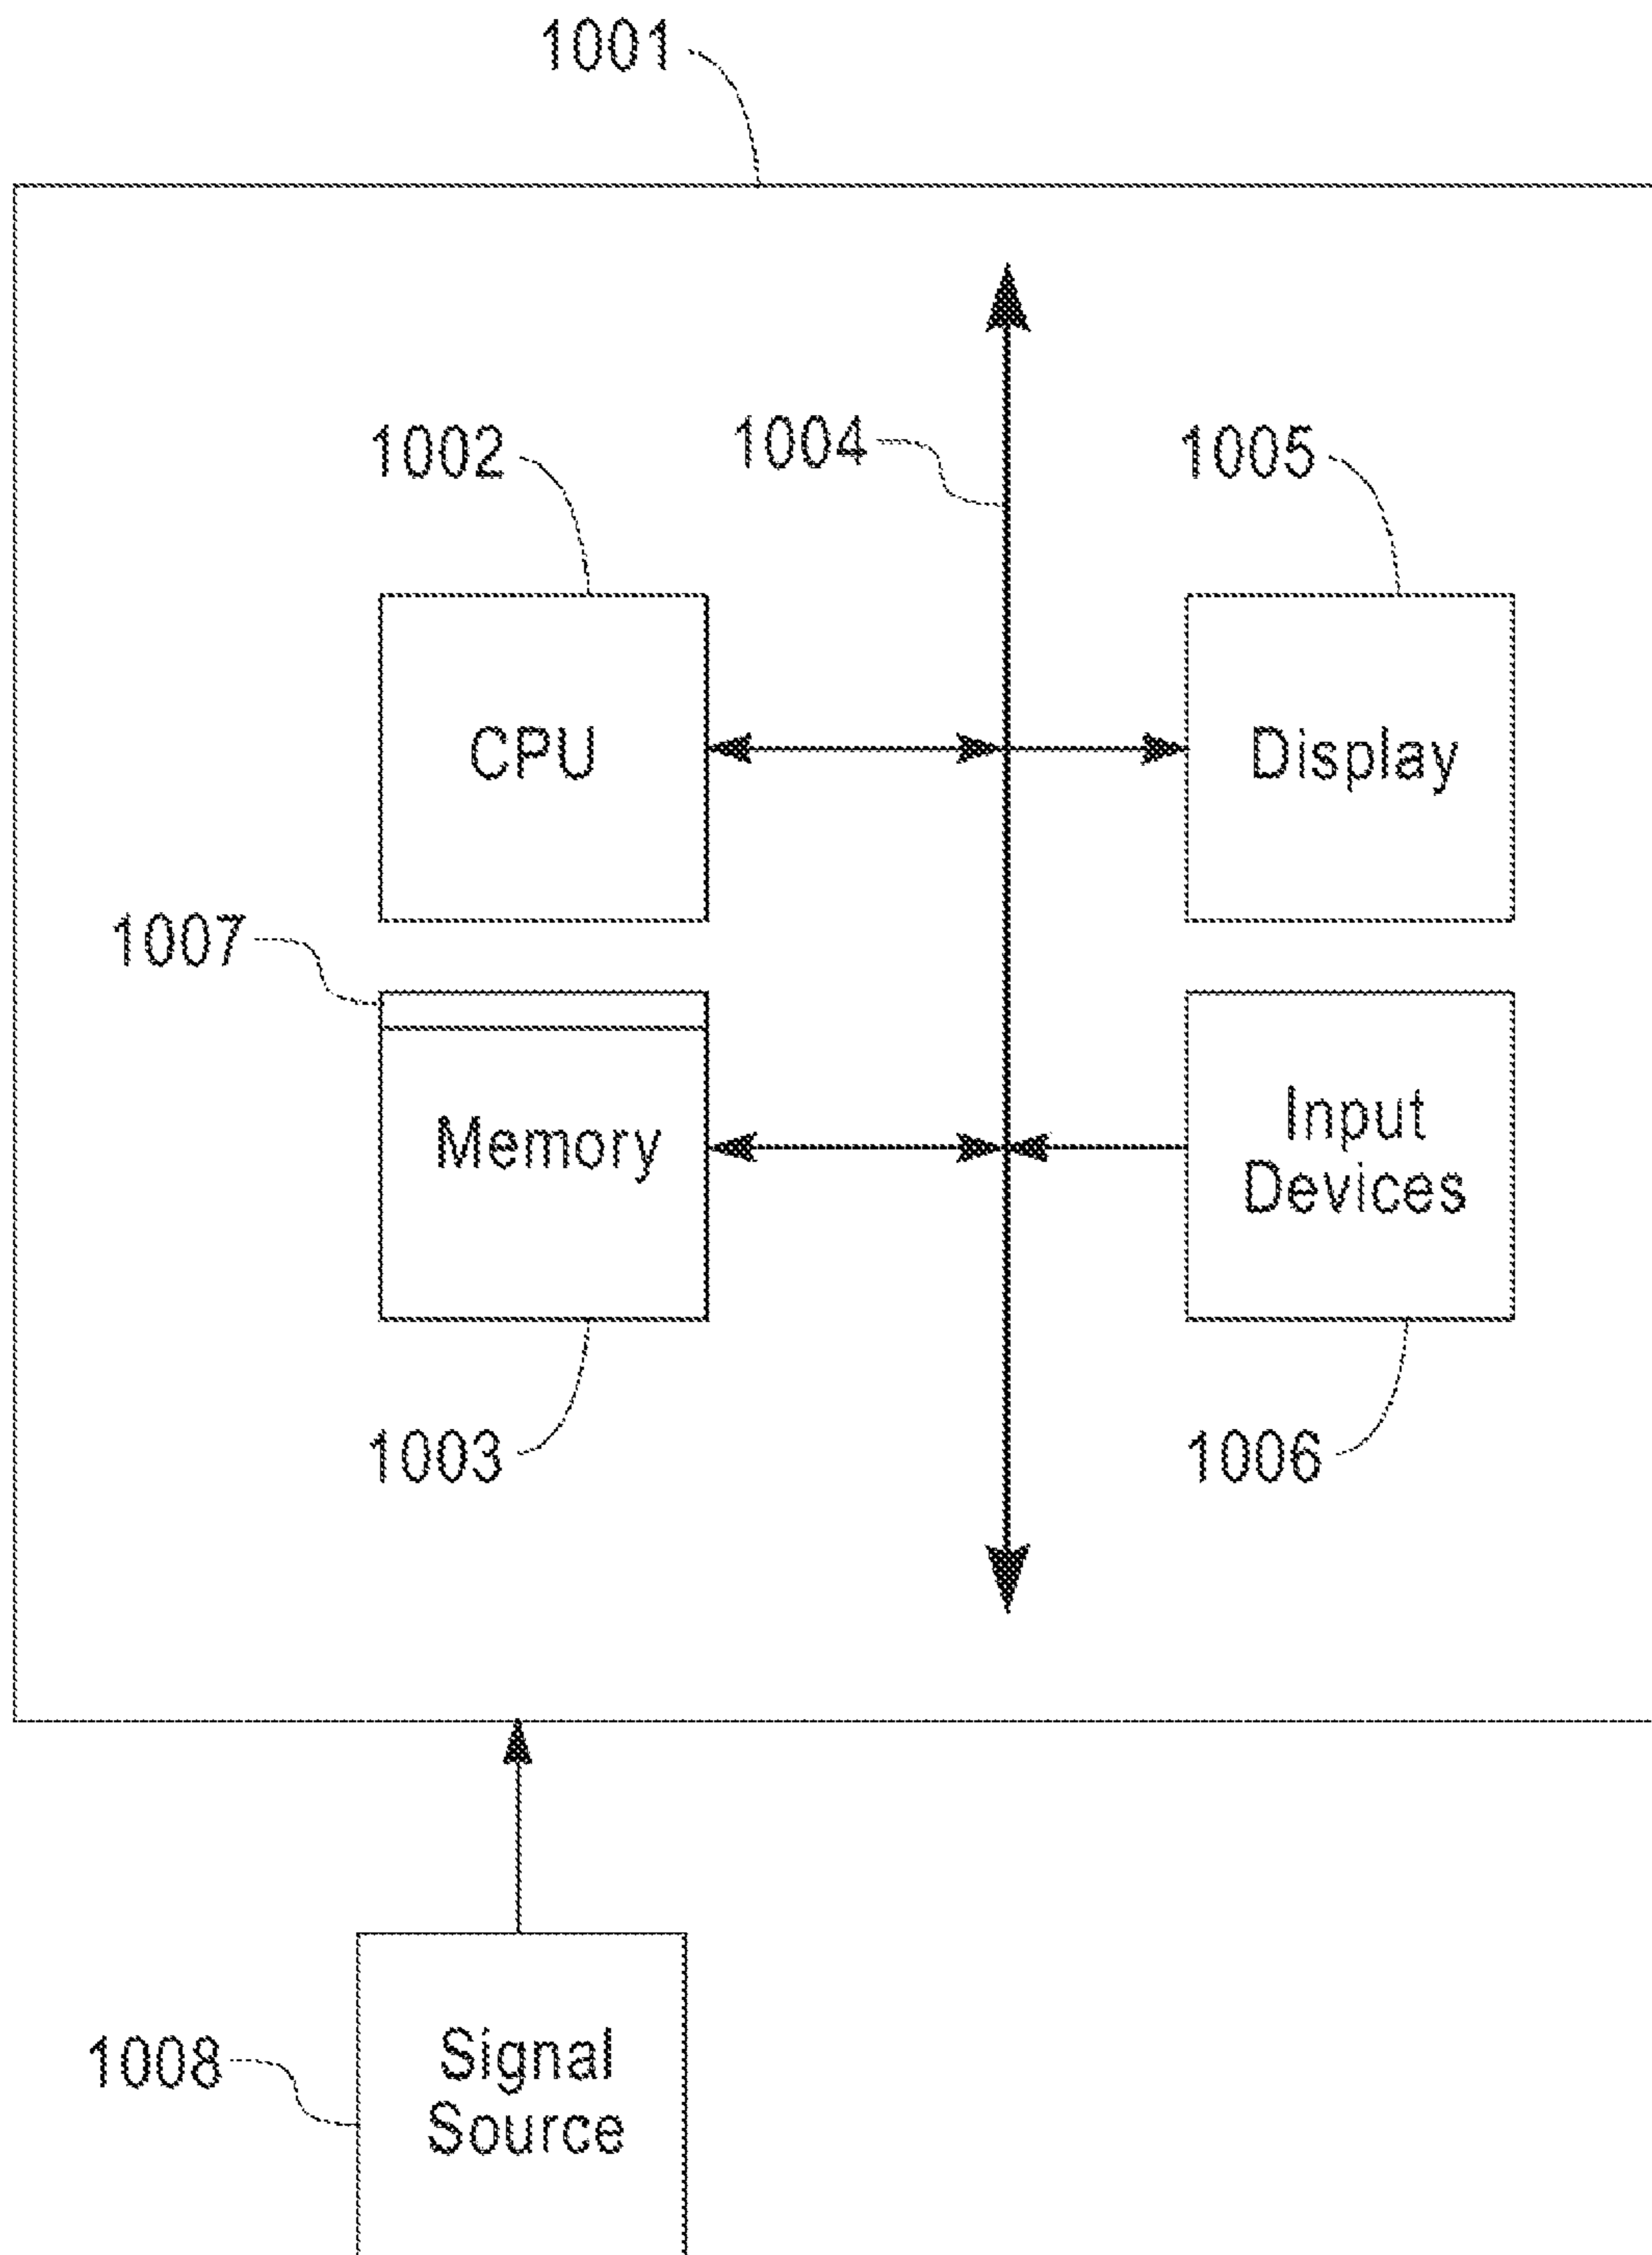 1001
1002
1004
1005
CPU
Display
1007
Memory
Input
Devices
1003
1006
1008
Signal
Source